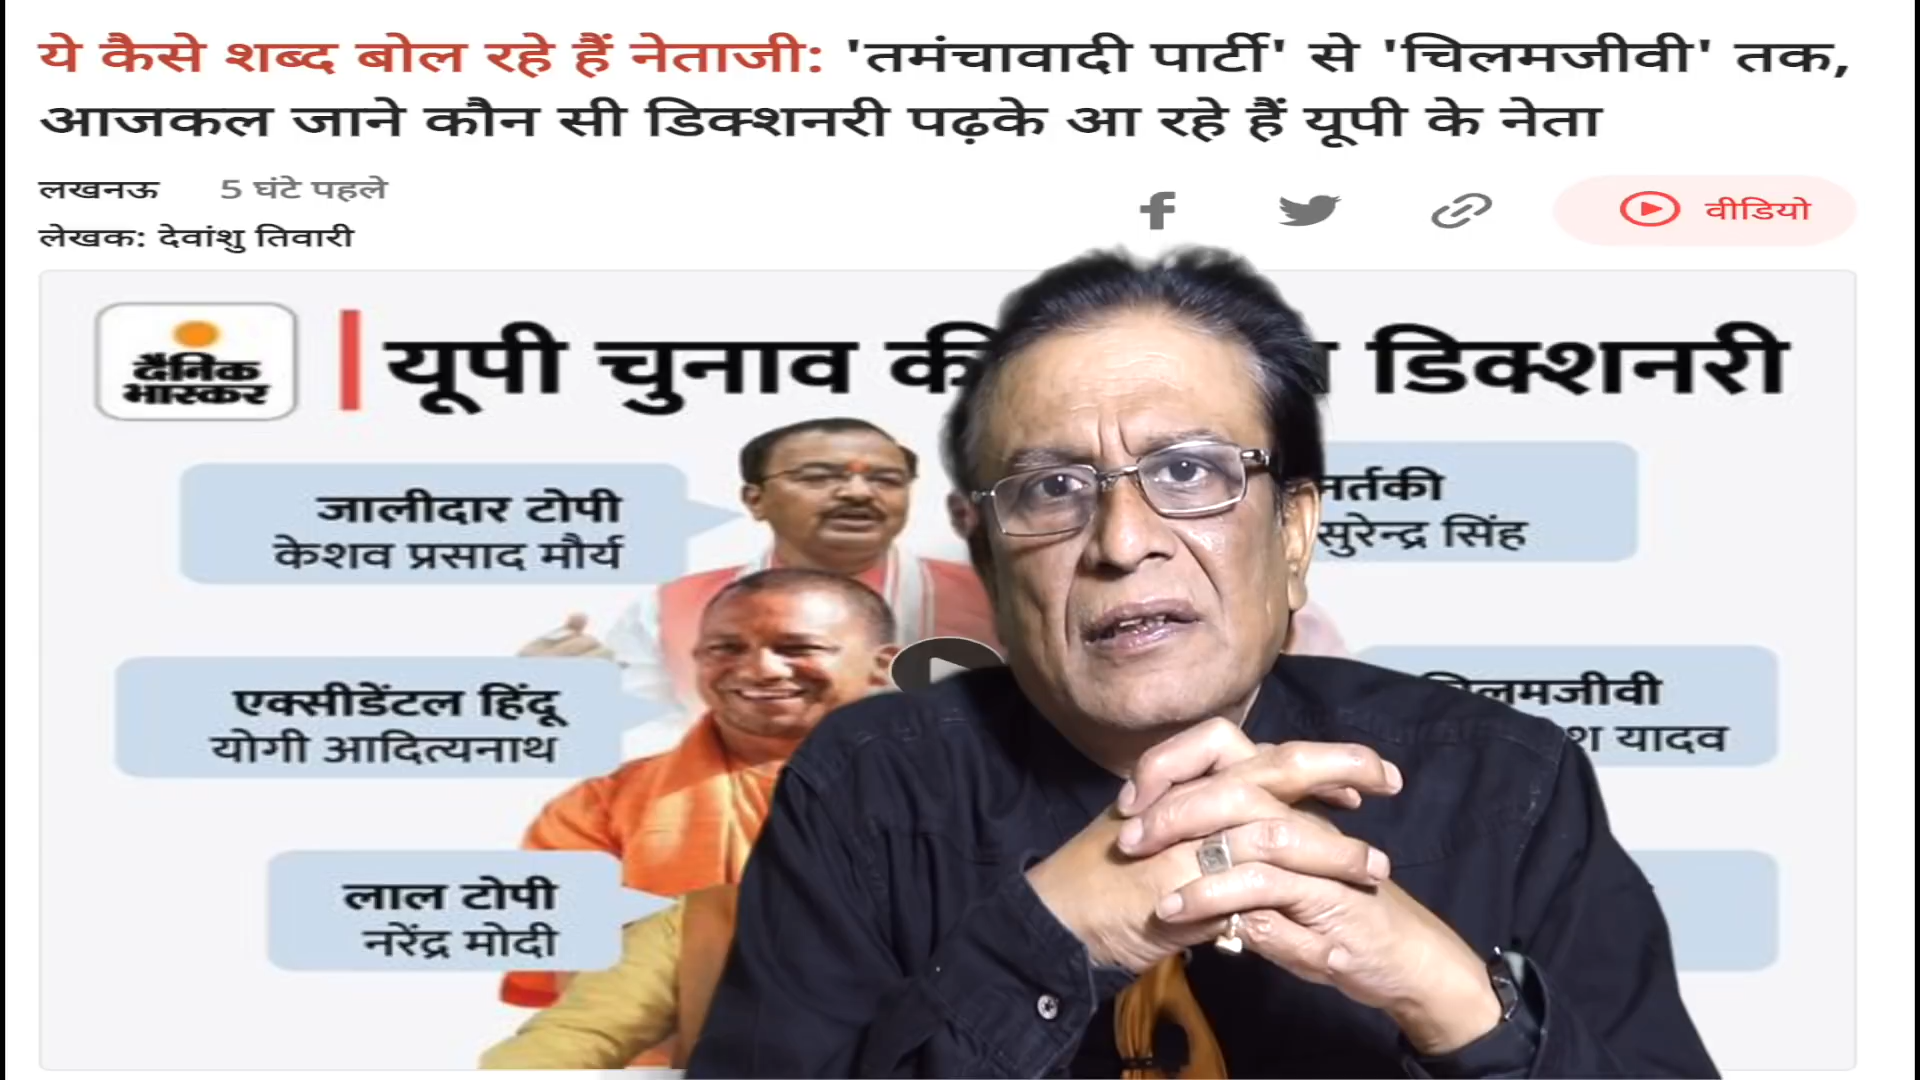 ये कैसे शब्द बोल रहे हैं नेताजी: 'तमंचावादी पार्टी' से 'चिलमजीवी' तक,
आजकल जाने कौन सी डिक्शनरी पढ़के आ रहे हैं यूपी के नेता
लखनऊ 5 घंटे पहले
लेखक: देवांशु तिवारी
वीडियो
दैनिक
भास्कर
यूपी चुनाव की डिक्शनरी
जालीदार टोपी
केशव प्रसाद मौर्य
नर्तकी
सुरेन्द्र सिंह
एक्सीडेंटल हिंदू
योगी आदित्यनाथ
चिलमजीवी
यादव
लाल टोपी
नरेंद्र मोदी